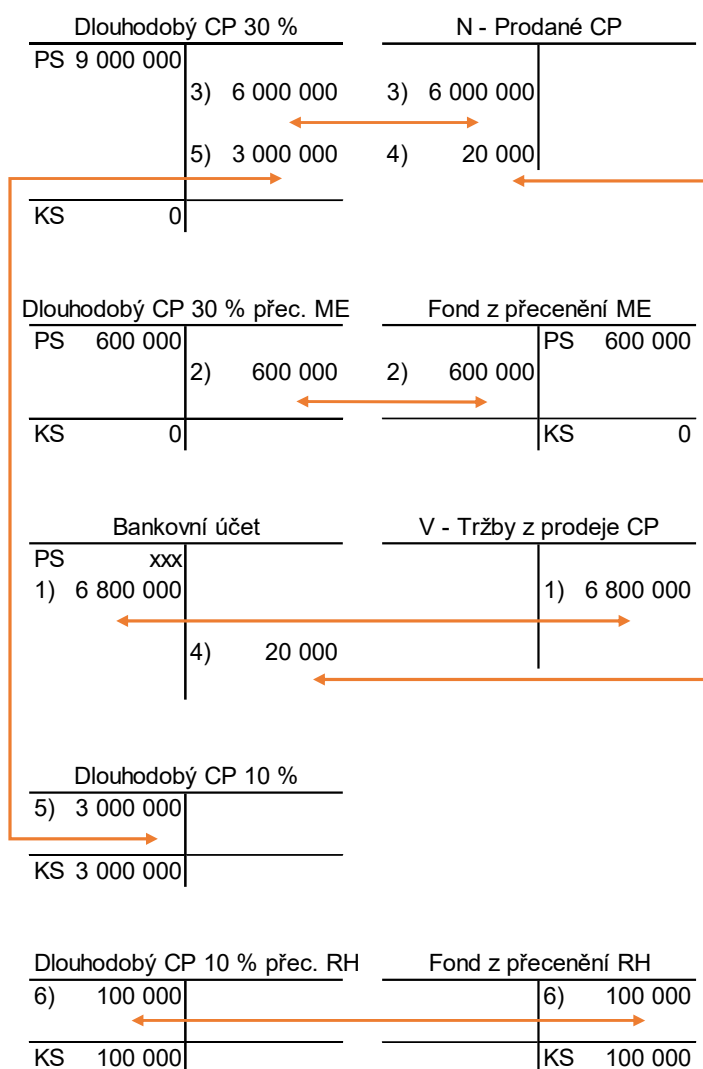 Dlouhodobý CP 30 % N - Prodané CP
PS 9 000 000
3) 6 000 000 3) 6 000 000
5) 3 000 000 4) 20 000
KS 0
Dlouhodobý CP 30 % přec. ME Fond z přecenění ME
PS 600 000 PS 600 000
2) 600 000 2) 600 000
KS 0 KS 0
Bankovní účet V - Tržby z prodeje CP
PS xxx
1) 6 800 000 1) 6 800 000
4) 20 000
Dlouhodobý CP 10 %
5) 3 000 000
KS 3 000 000
Dlouhodobý CP 10 % přec. RH Fond z přecenění RH
6) 100 000 6) 100 000
KS 100 000 KS 100 000